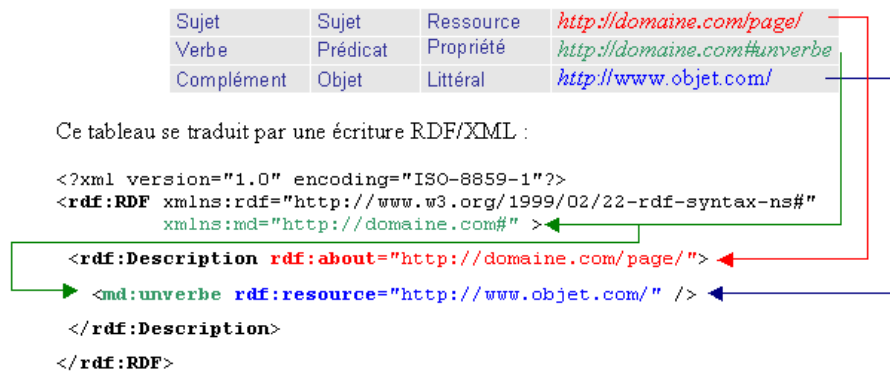 Sujet Sujet Ressource http://domaine.com/page/
Verbe Prédicat Propriété http://domaine.com#unverbe
Complément Objet Littéral http://www.objet.com/
Ce tableau se traduit par une écriture RDF/XML :
<?xml version="1.0" encoding="ISO-8859-1"?>
<rdf:RDF xmlns:rdf="http://www.w3.org/1999/02/22-rdf-syntax-ns#"
xmlns:md="http://domaine.com#" >
<rdf:Description rdf:about="http://domaine.com/page/">
<md:unverbe rdf:resource="http://www.objet.com/" />
</rdf:Description>
</rdf:RDF>